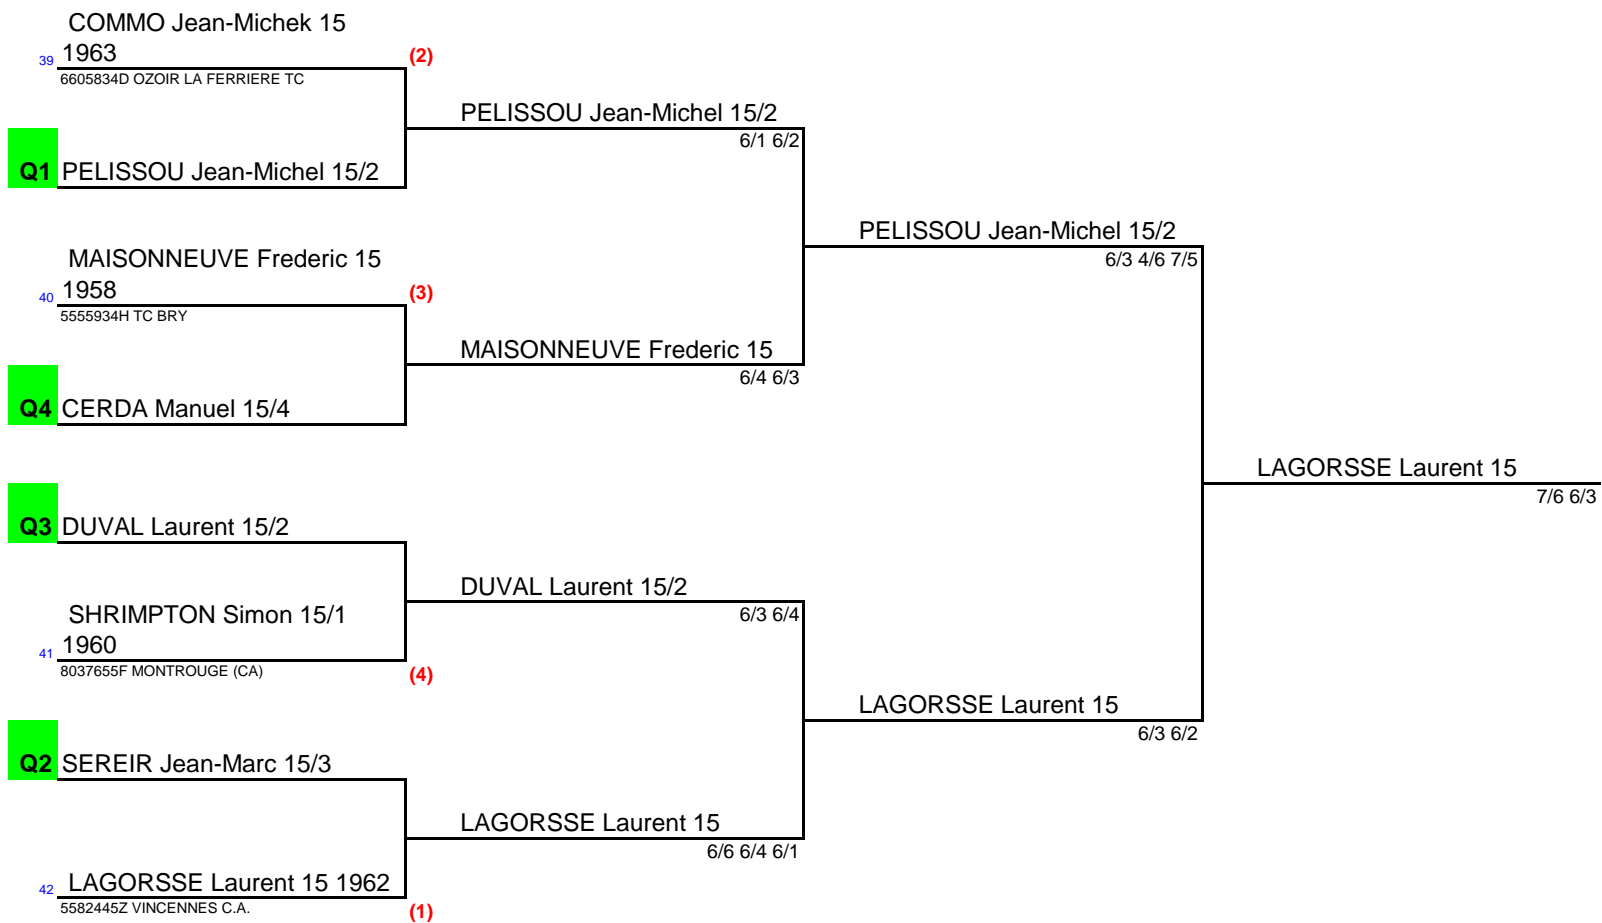 COMMO Jean-Michek 15
39 1963 (2)
6605834D OZOIR LA FERRIERE TC
PELISSOU Jean-Michel 15/2
6/1 6/2
Q1 PELISSOU Jean-Michel 15/2
PELISSOU Jean-Michel 15/2
6/3 4/6 7/5
MAISONNEUVE Frederic 15
40 1958 (3)
5555934H TC BRY
MAISONNEUVE Frederic 15
6/4 6/3
Q4 CERDA Manuel 15/4
LAGORSSE Laurent 15
7/6 6/3
Q3 DUVAL Laurent 15/2
DUVAL Laurent 15/2
6/3 6/4
SHRIMPTON Simon 15/1
41 1960
8037655F MONTROUGE (CA) (4)
LAGORSSE Laurent 15
6/3 6/2
Q2 SEREIR Jean-Marc 15/3
LAGORSSE Laurent 15
6/6 6/4 6/1
42 LAGORSSE Laurent 15 1962
5582445Z VINCENNES C.A. (1)